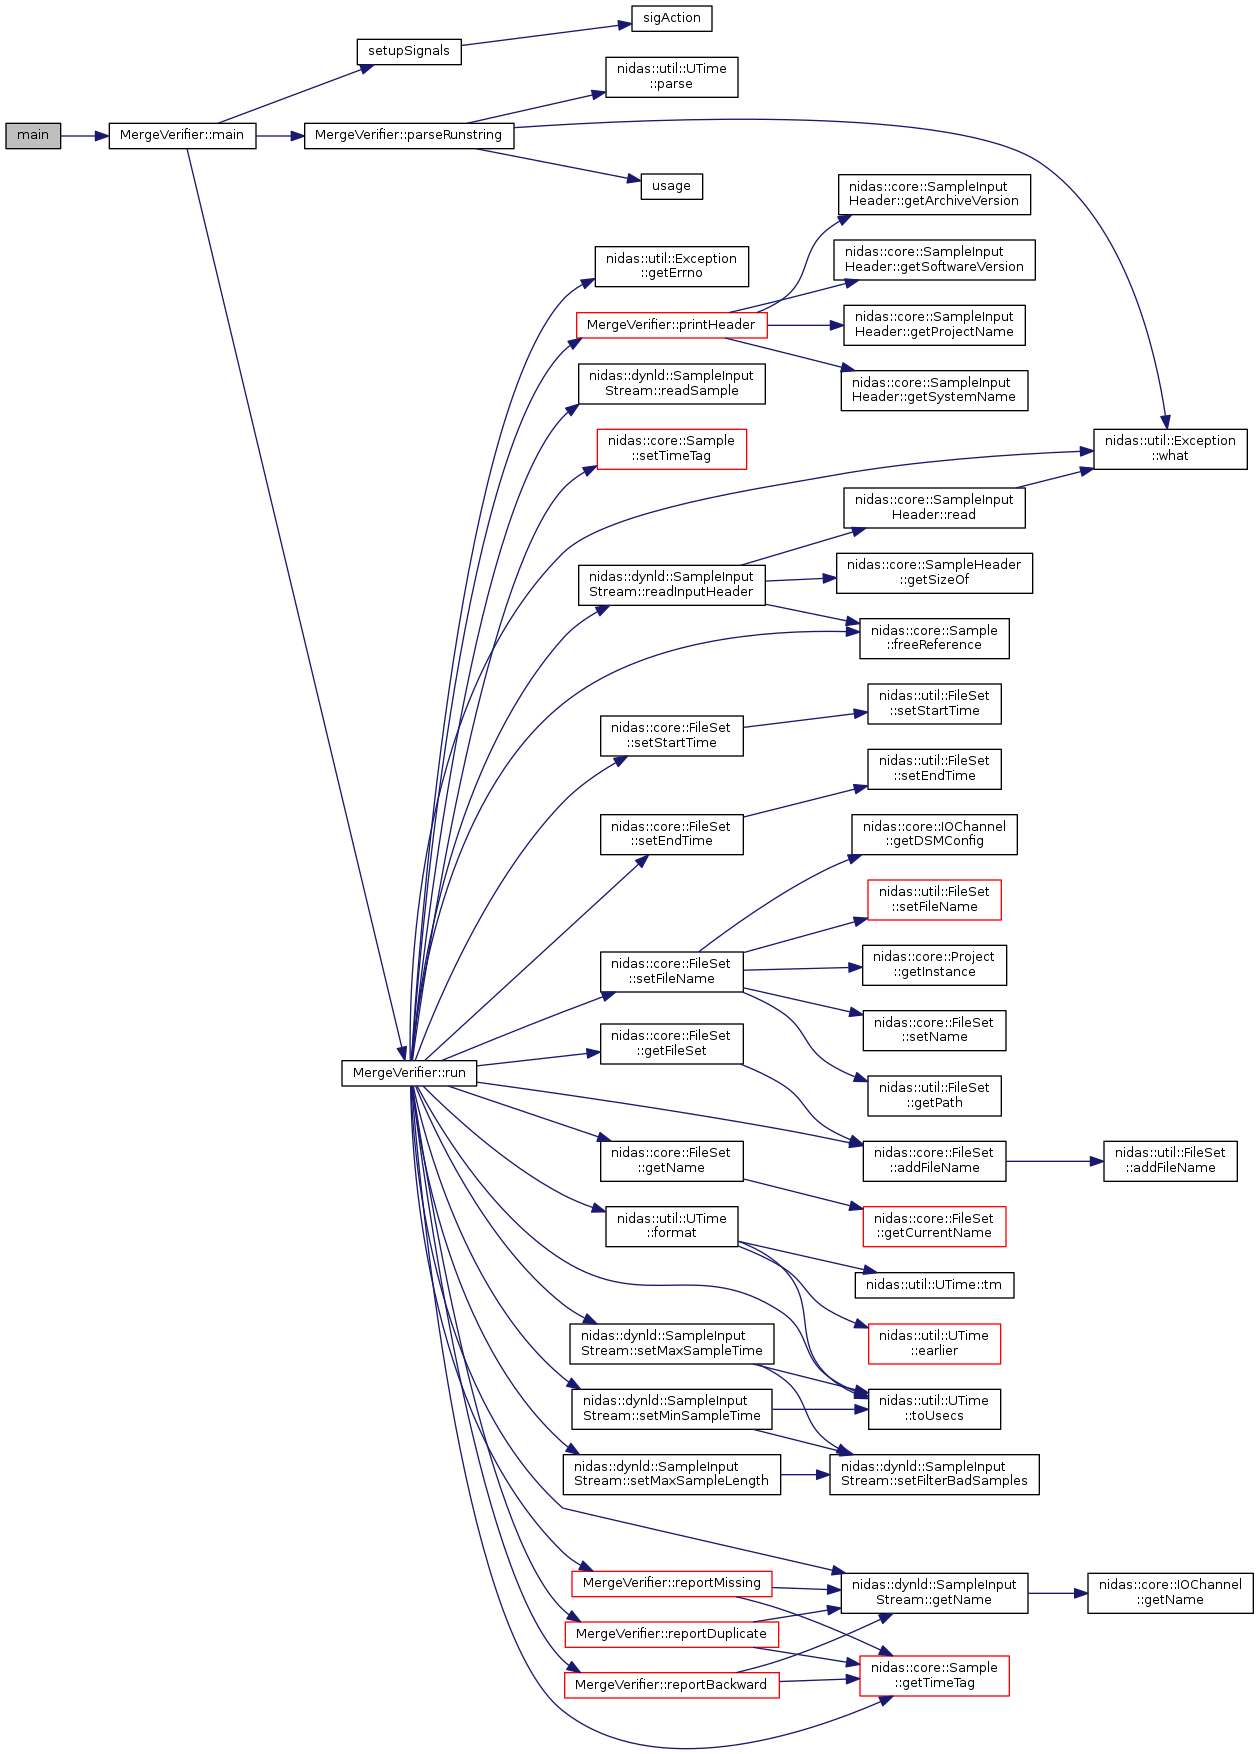 sigAction
setupSignals
nidas::util::UTime
::parse
main
MergeVerifier::main
MergeVerifier::parseRunstring
usage
nidas::core::SampleInput
Header::getArchiveVersion
nidas::util::Exception
::getErrno
nidas::core::SampleInput
Header::getSoftwareVersion
MergeVerifier::printHeader
nidas::core::SampleInput
Header::getProjectName
nidas::dynld::SampleInput
Stream::readSample
nidas::core::SampleInput
Header::getSystemName
nidas::core::Sample
::setTimeTag
nidas::util::Exception
::what
nidas::core::SampleInput
Header::read
nidas::dynld::SampleInput
Stream::readInputHeader
nidas::core::SampleHeader
::getSizeOf
nidas::core::Sample
::freeReference
nidas::core::FileSet
::setStartTime
nidas::util::FileSet
::setStartTime
nidas::util::FileSet
::setEndTime
nidas::core::FileSet
::setEndTime
nidas::core::IOChannel
::getDSMConfig
nidas::util::FileSet
::setFileName
nidas::core::FileSet
::setFileName
nidas::core::Project
::getInstance
nidas::core::FileSet
::setName
nidas::core::FileSet
::getFileSet
MergeVerifier::run
nidas::util::FileSet
::getPath
nidas::core::FileSet
::getName
nidas::core::FileSet
::addFileName
nidas::util::FileSet
::addFileName
nidas::util::UTime
::format
nidas::core::FileSet
::getCurrentName
nidas::util::UTime::tm
nidas::dynld::SampleInput
Stream::setMaxSampleTime
nidas::util::UTime
::earlier
nidas::dynld::SampleInput
Stream::setMinSampleTime
nidas::util::UTime
::toUsecs
nidas::dynld::SampleInput
Stream::setMaxSampleLength
nidas::dynld::SampleInput
Stream::setFilterBadSamples
MergeVerifier::reportMissing
nidas::dynld::SampleInput
Stream::getName
nidas::core::IOChannel
::getName
MergeVerifier::reportDuplicate
MergeVerifier::reportBackward
nidas::core::Sample
::getTimeTag